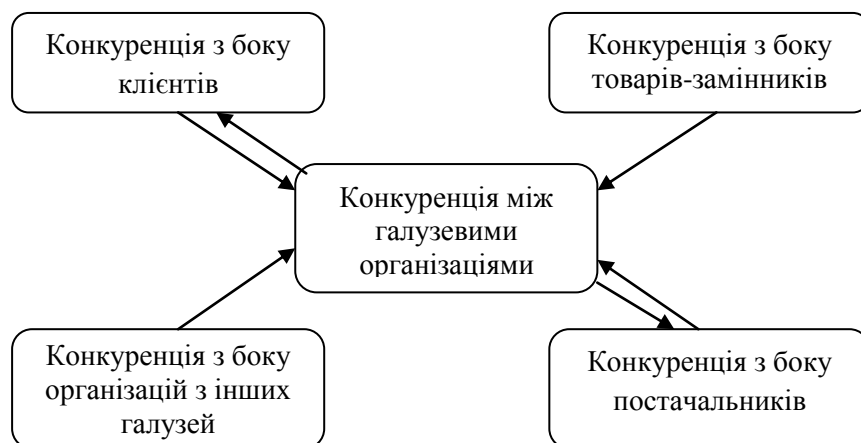 Конкуренція з боку
клієнтів
Конкуренція з боку
товарів-замінників
Конкуренція між
галузевими
організаціями
Конкуренція з боку
організацій з інших
галузей
Конкуренція з боку
постачальників